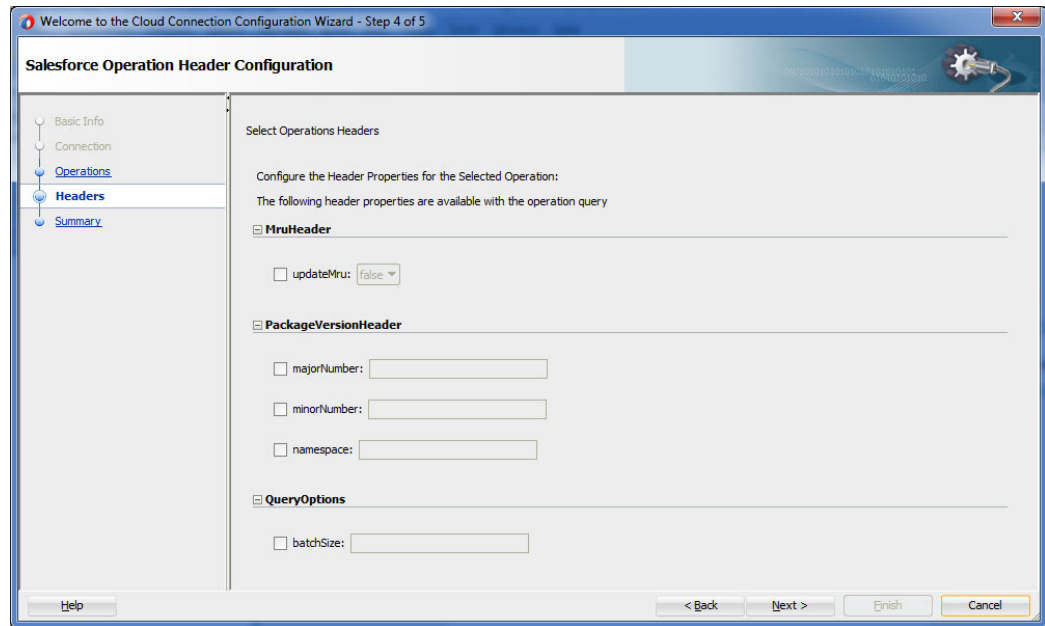 Welcome to the Cloud Connection Configuration Wizard - Step 4 of 5
Salesforce Operation Header Configuration
Basic Info
Connection
Operations
Headers
Summary
Select Operations Headers
Configure the Header Properties for the Selected Operation:
The following header properties are available with the operation query
MruHeader
updateMru: false
PackageVersionHeader
majorNumber:
minorNumber:
namespace:
QueryOptions
batchSize:
Help < Back Next > Finish Cancel